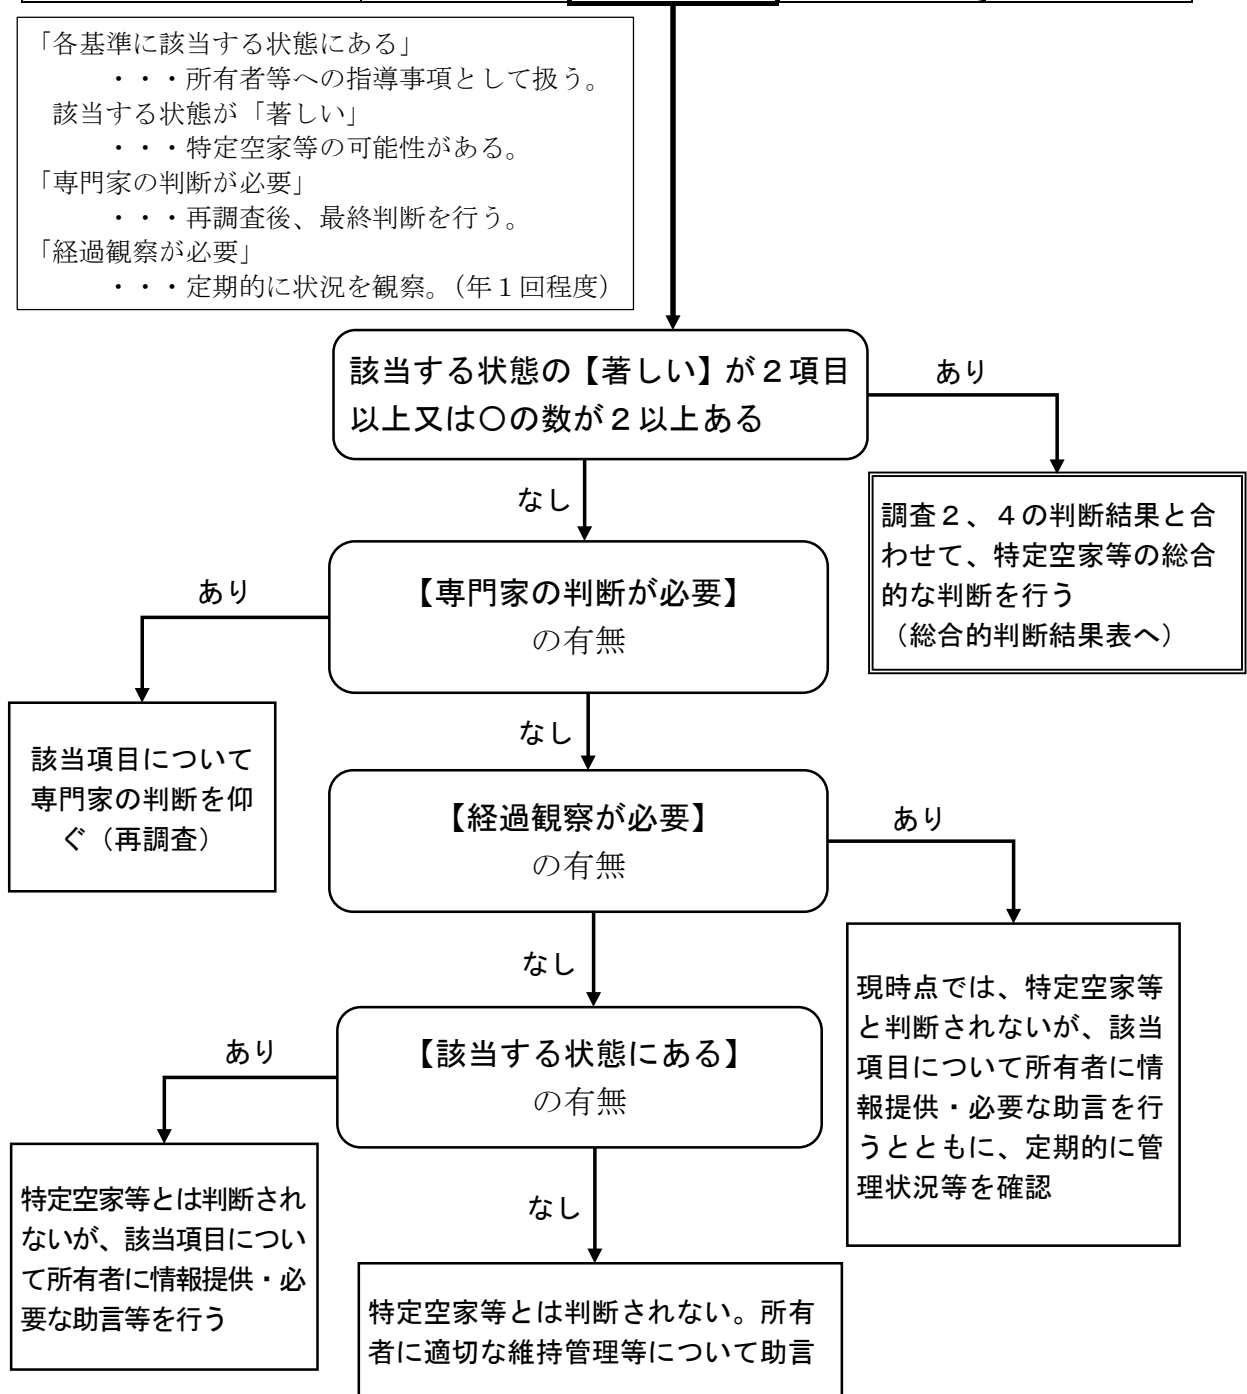 「各基準に該当する状態にある」
・・・所有者等への指導事項として扱う。
該当する状態が「著しい」
・・・特定空家等の可能性がある。
「専門家の判断が必要」
・・・再調査後、最終判断を行う。
「経過観察が必要」
・・・定期的に状況を観察。（年１回程度）
該当する状態の【著しい】が２項目
以上又は〇の数が２以上ある
あり
なし
調査２、４の判断結果と合
わせて、特定空家等の総合
的な判断を行う
（総合的判断結果表へ）
【専門家の判断が必要】
の有無
あり
なし
該当項目について
専門家の判断を仰
ぐ（再調査）
【経過観察が必要】
の有無
あり
なし
現時点では、特定空家等
と判断されないが、該当
項目について所有者に情
報提供・必要な助言を行
うとともに、定期的に管
理状況等を確認
【該当する状態にある】
の有無
あり
なし
特定空家等とは判断され
ないが、該当項目につい
て所有者に情報提供・必
要な助言等を行う
特定空家等とは判断されない。所有
者に適切な維持管理等について助言